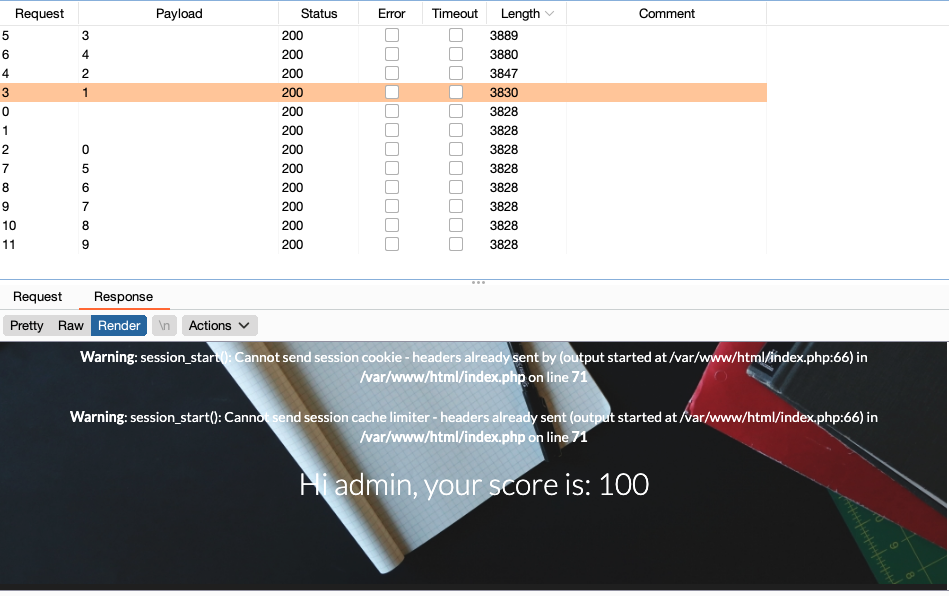 Request Payload Status Error Timeout Length Comment
5 3 200 3889
6 4 200 3880
4 2 200 3847
3 1 200 3830
0 200 3828
1 200 3828
2 0 200 3828
7 5 200 3828
8 6 200 3828
9 7 200 3828
10 8 200 3828
11 9 200 3828
Request Response
Pretty Raw Render \n Actions
Warning: session_start(): Cannot send session cookie - headers already sent by (output started at /var/www/html/index.php:66) in
/var/www/html/index.php on line 71
Warning: session_start(): Cannot send session cache limiter - headers already sent (output started at /var/www/html/index.php:66) in
/var/www/html/index.php on line 71
Hi admin, your score is: 100